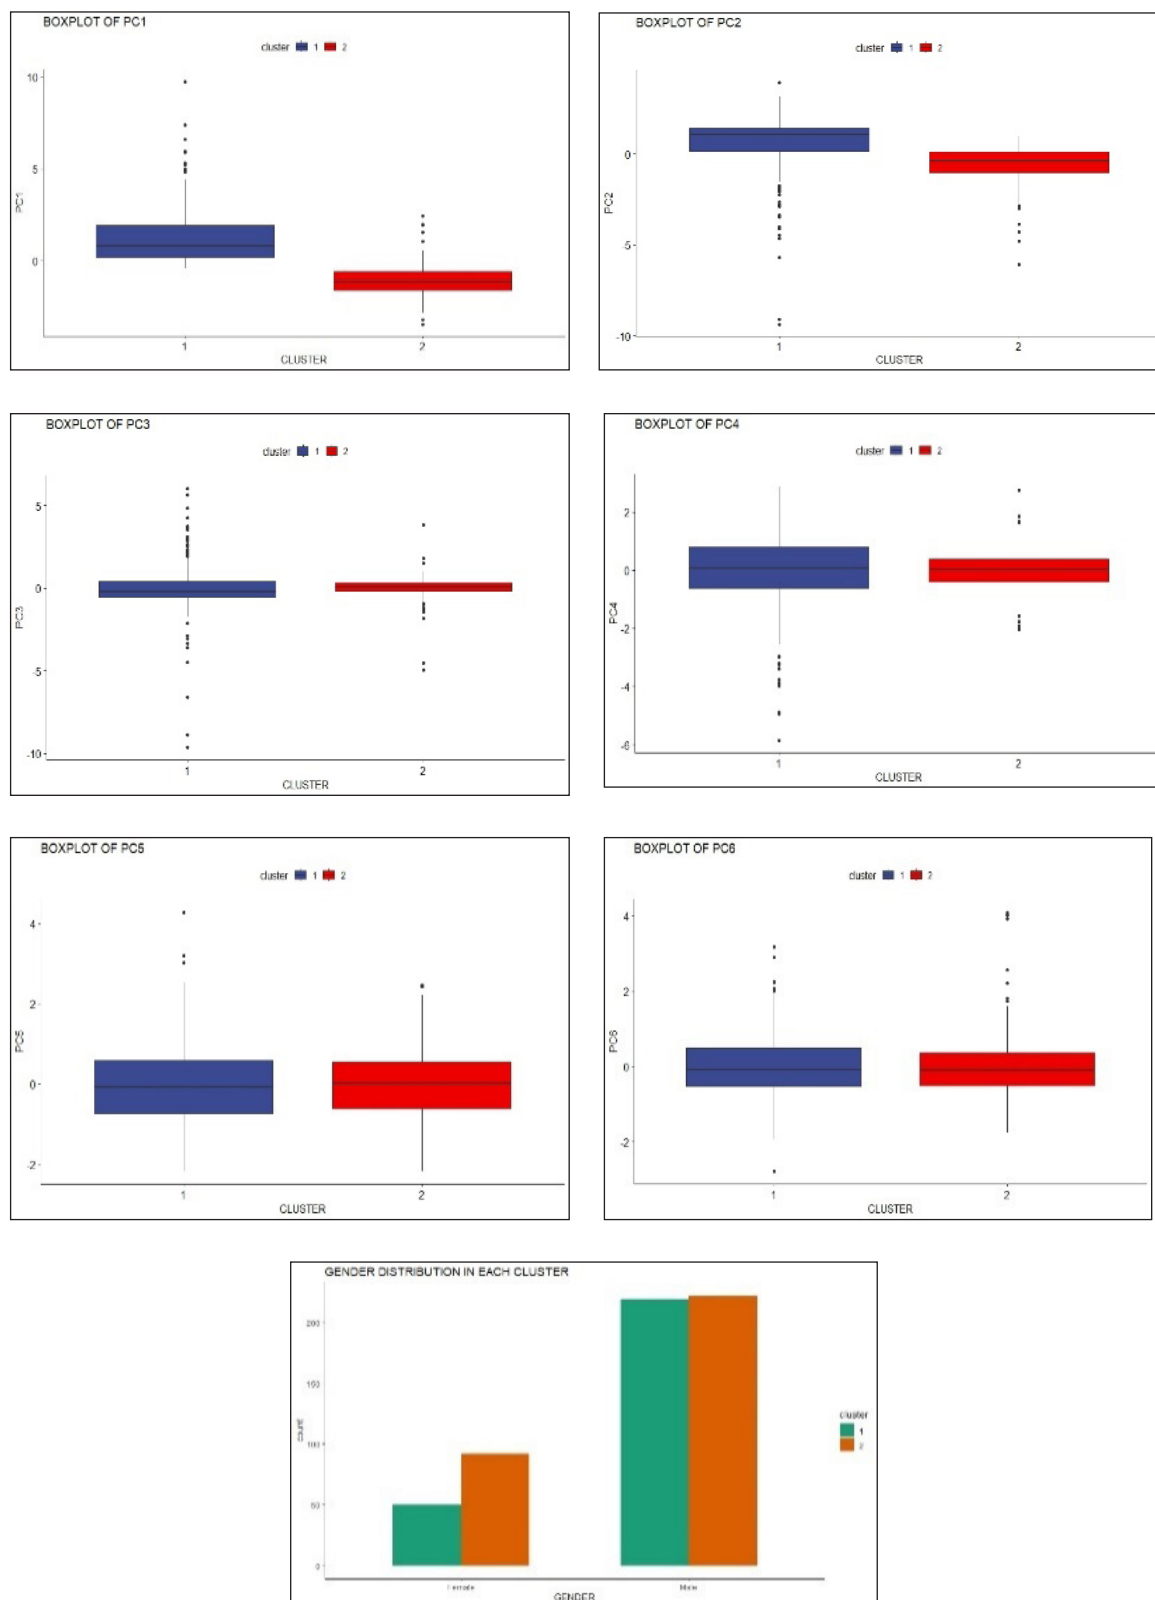 BOXPLOT OF PC1
cluster 1 2
10
5
0
PC1
1 2
CLUSTER
BOXPLOT OF PC2
cluster 1 2
0
-5
-10
PC2
1 2
CLUSTER
BOXPLOT OF PC3
cluster 1 2
5
0
-5
-10
PC3
1 2
CLUSTER
BOXPLOT OF PC4
cluster 1 2
2
0
-2
-4
-6
PC4
1 2
CLUSTER
BOXPLOT OF PC5
cluster 1 2
4
2
0
-2
PC5
1 2
CLUSTER
BOXPLOT OF PC6
cluster 1 2
4
2
0
-2
PC6
1 2
CLUSTER
GENDER DISTRIBUTION IN EACH CLUSTER
200
150
100
50
0
count
cluster
1
2
Female Male
GENDER